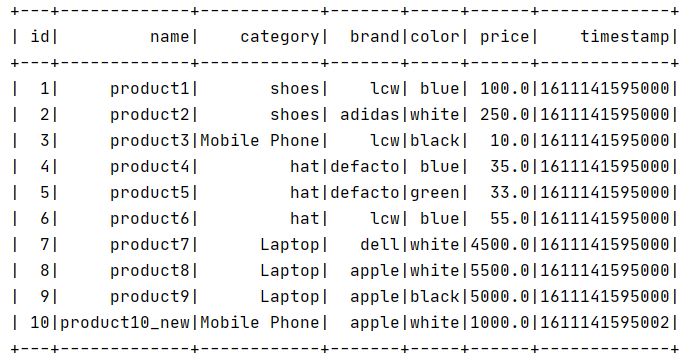 +---+-------------+------------+-------+-----+------+-------------+
| id|         name|    category|  brand|color| price|    timestamp|
+---+-------------+------------+-------+-----+------+-------------+
|  1|     product1|       shoes|    lcw| blue| 100.0|1611141595000|
|  2|     product2|       shoes| adidas|white| 250.0|1611141595000|
|  3|     product3|Mobile Phone|    lcw|black|  10.0|1611141595000|
|  4|     product4|         hat|defacto| blue|  35.0|1611141595000|
|  5|     product5|         hat|defacto|green|  33.0|1611141595000|
|  6|     product6|         hat|    lcw| blue|  55.0|1611141595000|
|  7|     product7|      Laptop|   dell|white|4500.0|1611141595000|
|  8|     product8|      Laptop|  apple|white|5500.0|1611141595000|
|  9|     product9|      Laptop|  apple|black|5000.0|1611141595000|
| 10|product10_new|Mobile Phone|  apple|white|1000.0|1611141595002|
+---+-------------+------------+-------+-----+------+-------------+